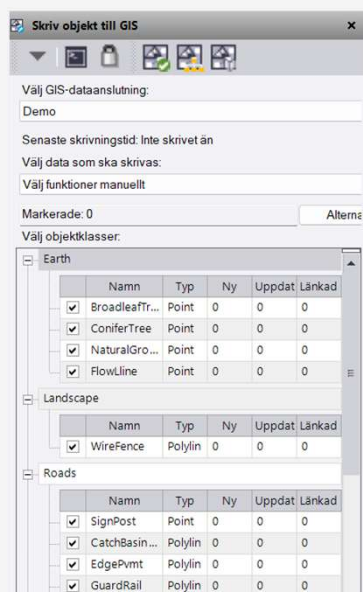 Skriv objekt till GIS
Välj GIS-dataanslutning:
Demo
Senaste skrivningstid: Inte skrivet än
Välj data som ska skrivas:
Välj funktioner manuellt
Markerade: 0 Alterna
Välj objektklasser:
Earth
Namn Typ Ny Uppdat Länkad
BroadleafTr... Point 0 0 0
ConiferTree Point 0 0 0
NaturalGro... Point 0 0 0
FlowLline Point 0 0 0
Landscape
Namn Typ Ny Uppdat Länkad
WireFence Polylin 0 0 0
Roads
Namn Typ Ny Uppdat Länkad
SignPost Point 0 0 0
CatchBasin... Polylin 0 0 0
EdgePvmt Polylin 0 0 0
GuardRail Polylin 0 0 0